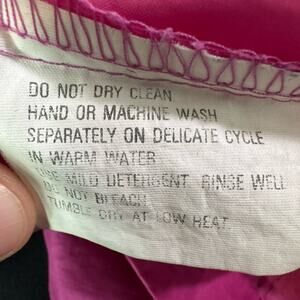 DO NOT DRY CLEAN
HAND OR MACHINE WASH
SEPARATELY ON DELICATE CYCLE
IN WARM WATER
USE MILD DETERGENT RINSE WELL
DO NOT BLEACH
TUMBLE DRY AT LOW HEAT